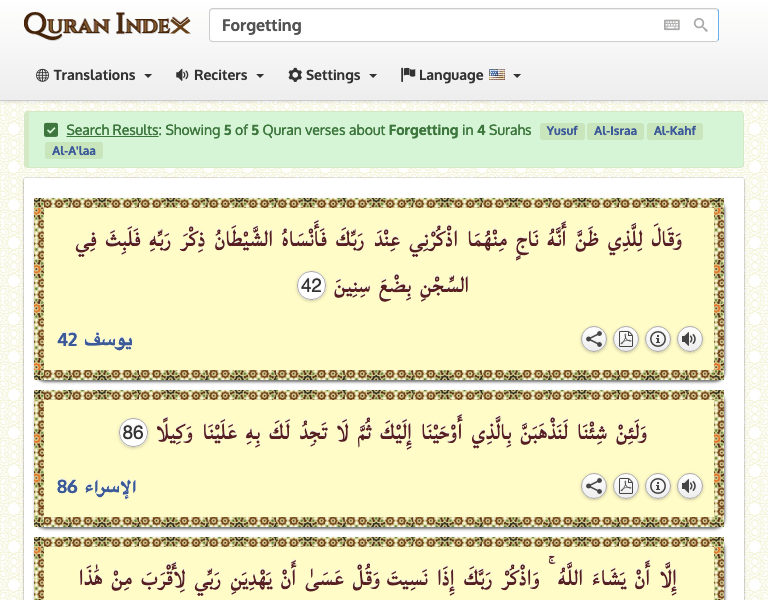 QURAN INDEX
Forgetting
Translations Reciters Settings Language
Search Results: Showing 5 of 5 Quran verses about Forgetting in 4 Surahs Yusuf Al-Israa Al-Kahf
Al-A'laa
وَقَالَ لِلَّذِي ظَنَّ أَنَّهُ نَاجٍ مِنْهُمَا اذْكُرْنِي عِنْدَ رَبِّكَ فَأَنْسَاهُ الشَّيْطَانُ ذِكْرَ رَبِّهِ فَلَبِثَ فِي
السِّجْنِ بِضْعَ سِنِينَ 42
يوسف 42
وَلَئِنْ شِئْنَا لَنَذْهَبَنَّ بِالَّذِي أَوْحَيْنَا إِلَيْكَ ثُمَّ لَا تَجِدُ لَكَ بِهِ عَلَيْنَا وَكِيلًا 86
الإسراء 86
إِلَّا أَنْ يَشَاءَ اللَّهُ ۚ وَاذْكُرْ رَبَّكَ إِذَا نَسِيتَ وَقُلْ عَسَىٰ أَنْ يَهْدِيَنِ رَبِّي لِأَقْرَبَ مِنْ هَٰذَا